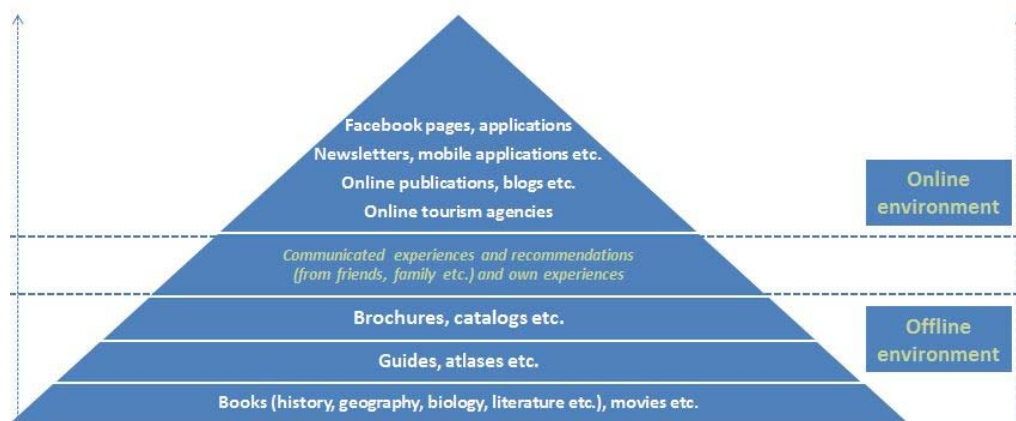 Facebook pages, applications
Newsletters, mobile applications etc.
Online publications, blogs etc.
Online tourism agencies
Online
environment
Communicated experiences and recommendations
(from friends, family etc.) and own experiences
Brochures, catalogs etc.
Offline
environment
Guides, atlases etc.
Books (history, geography, biology, literature etc.), movies etc.